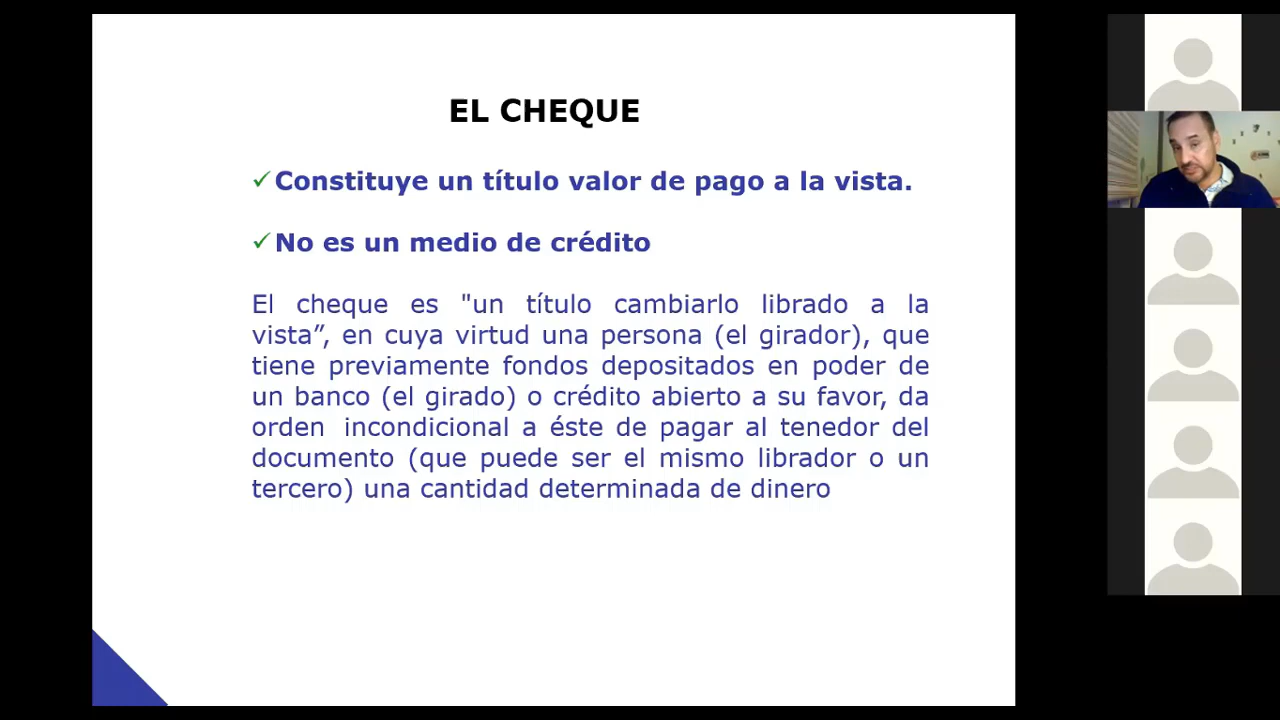 EL CHEQUE
✓Constituye un título valor de pago a la vista.
✓No es un medio de crédito
El cheque es "un título cambiarlo librado a la
vista”, en cuya virtud una persona (el girador), que
tiene previamente fondos depositados en poder de
un banco (el girado) o crédito abierto a su favor, da
orden incondicional a éste de pagar al tenedor del
documento (que puede ser el mismo librador o un
tercero) una cantidad determinada de dinero